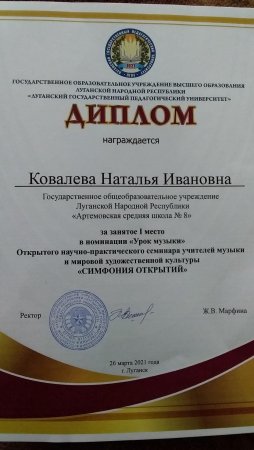 ГОСУДАРСТВЕННОЕ ОБРАЗОВАТЕЛЬНОЕ УЧРЕЖДЕНИЕ ВЫСШЕГО ОБРАЗОВАНИЯ
ЛУГАНСКОЙ НАРОДНОЙ РЕСПУБЛИКИ
«ЛУГАНСКИЙ ГОСУДАРСТВЕННЫЙ ПЕДАГОГИЧЕСКИЙ УНИВЕРСИТЕТ»
ДИПЛОМ
награждается
Ковалева Наталья Ивановна
Государственное общеобразовательное учреждение
Луганской Народной Республики
«Артемовская средняя школа № 8»
за занятое I место
в номинации «Урок музыки»
Открытого научно-практического семинара учителей музыки
и мировой художественной культуры
«СИМФОНИЯ ОТКРЫТИЙ»
Ректор
Ж.В. Марфина
26 марта 2021 года
г. Луганск